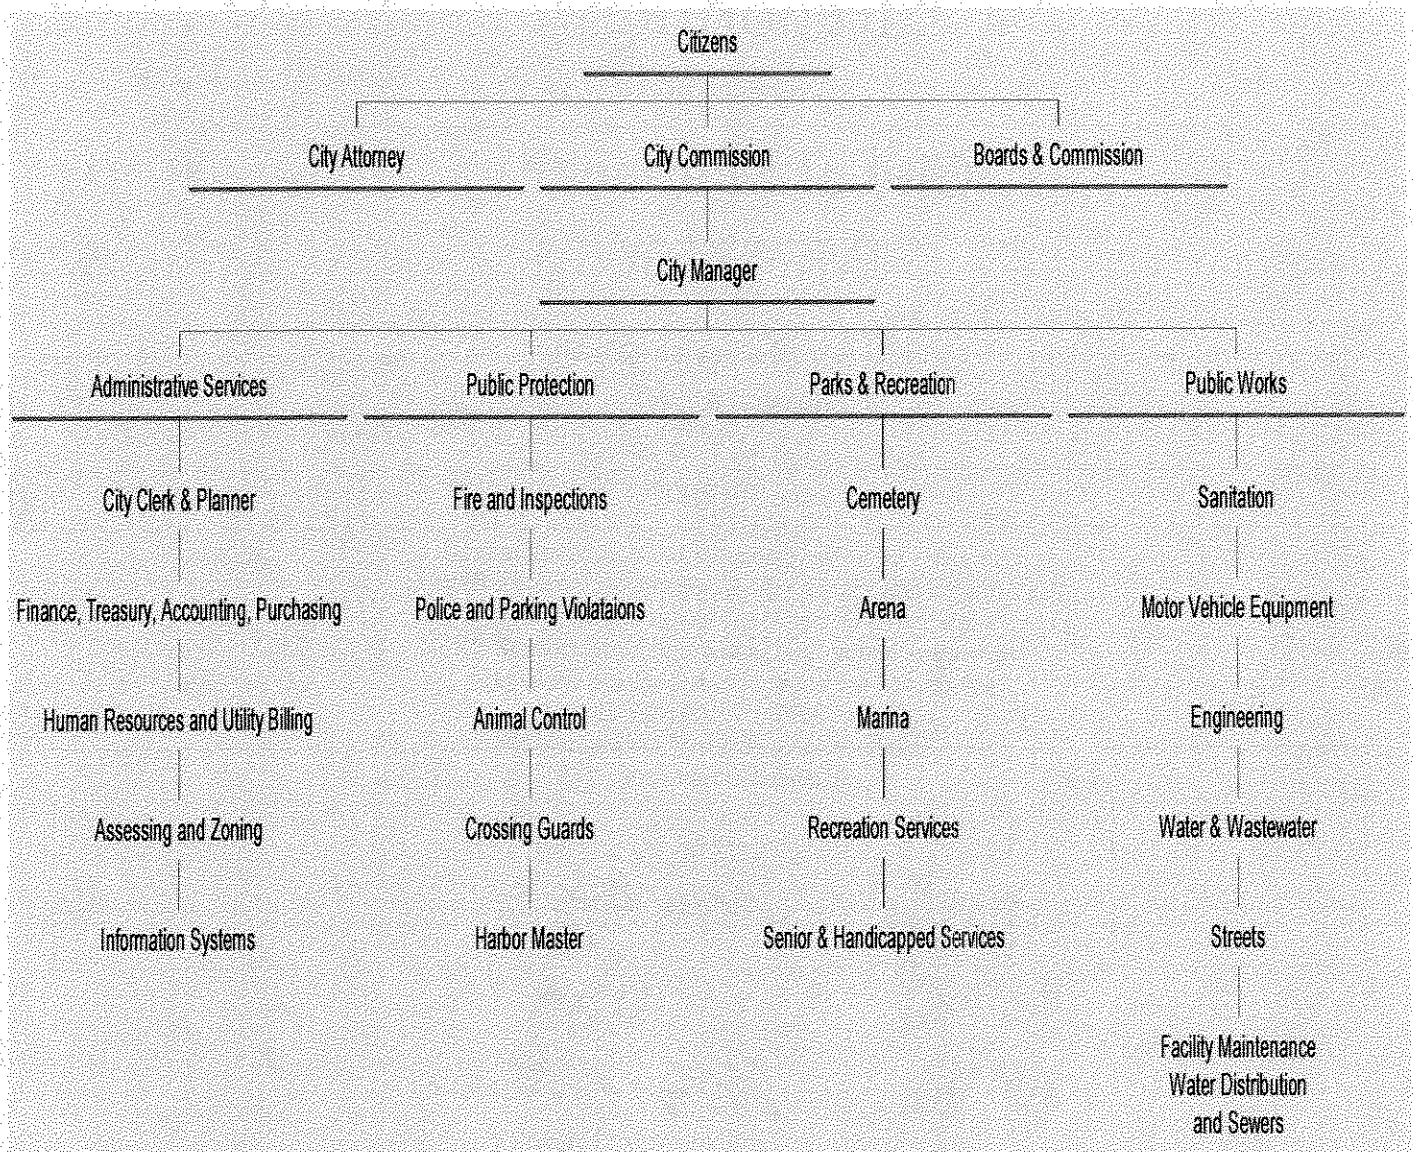 Citizens
City Attorney
City Commission
Boards & Commission
City Manager
Administrative Services
Public Protection
Parks & Recreation
Public Works
City Clerk & Planner
Fire and Inspections
Cemetery
Sanitation
Finance, Treasury, Accounting, Purchasing
Police and Parking Violataions
Arena
Motor Vehicle Equipment
Human Resources and Utility Billing
Animal Control
Marina
Engineering
Assessing and Zoning
Crossing Guards
Recreation Services
Water & Wastewater
Information Systems
Harbor Master
Senior & Handicapped Services
Streets
Facility Maintenance
Water Distribution
and Sewers